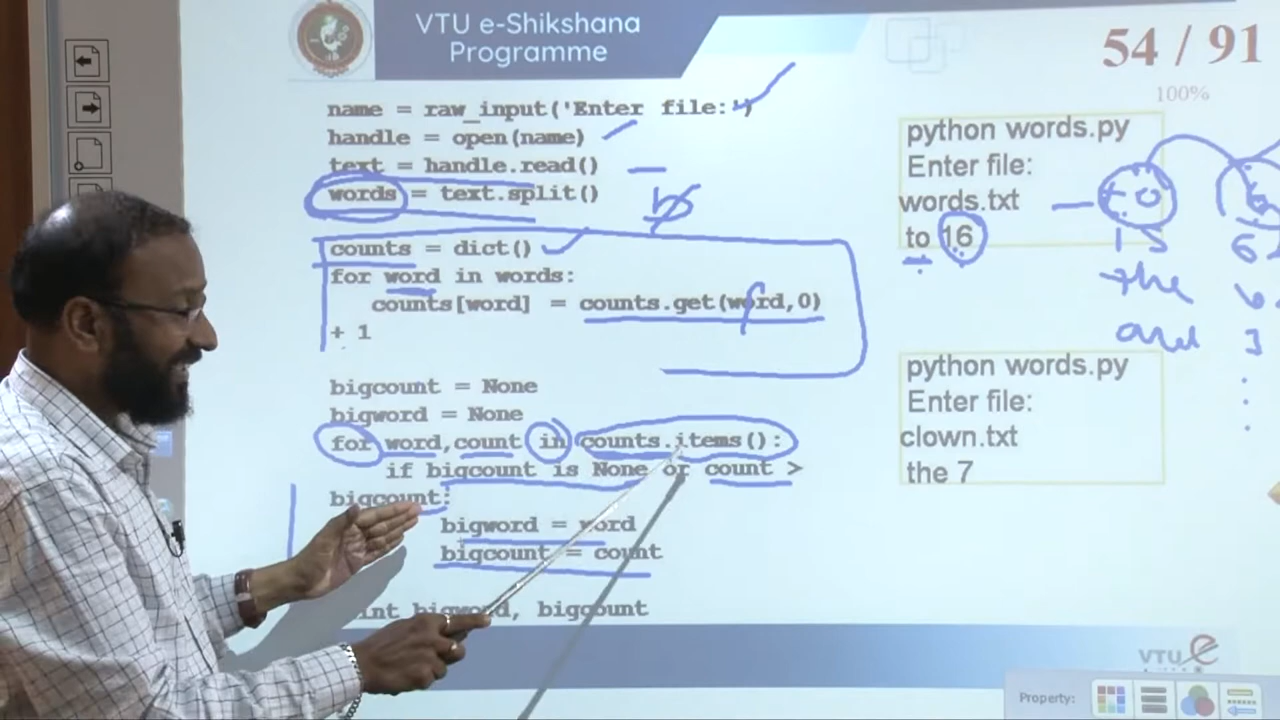 VTU e-Shikshana
Programme
54 / 91
100%
name = raw_input('Enter file:')
handle = open(name)
text = handle.read()
words = text.split()
counts = dict()
for word in words:
counts[word] = counts.get(word,0)
+ 1
bigcount = None
bigword = None
for word,count in counts.items():
if bigcount is None or count >
bigcount:
bigword = word
bigcount = count
bigword, bigcount
python words.py
Enter file:
words.txt
to 16
python words.py
Enter file:
clown.txt
the 7
the
and
VTU e
Property: